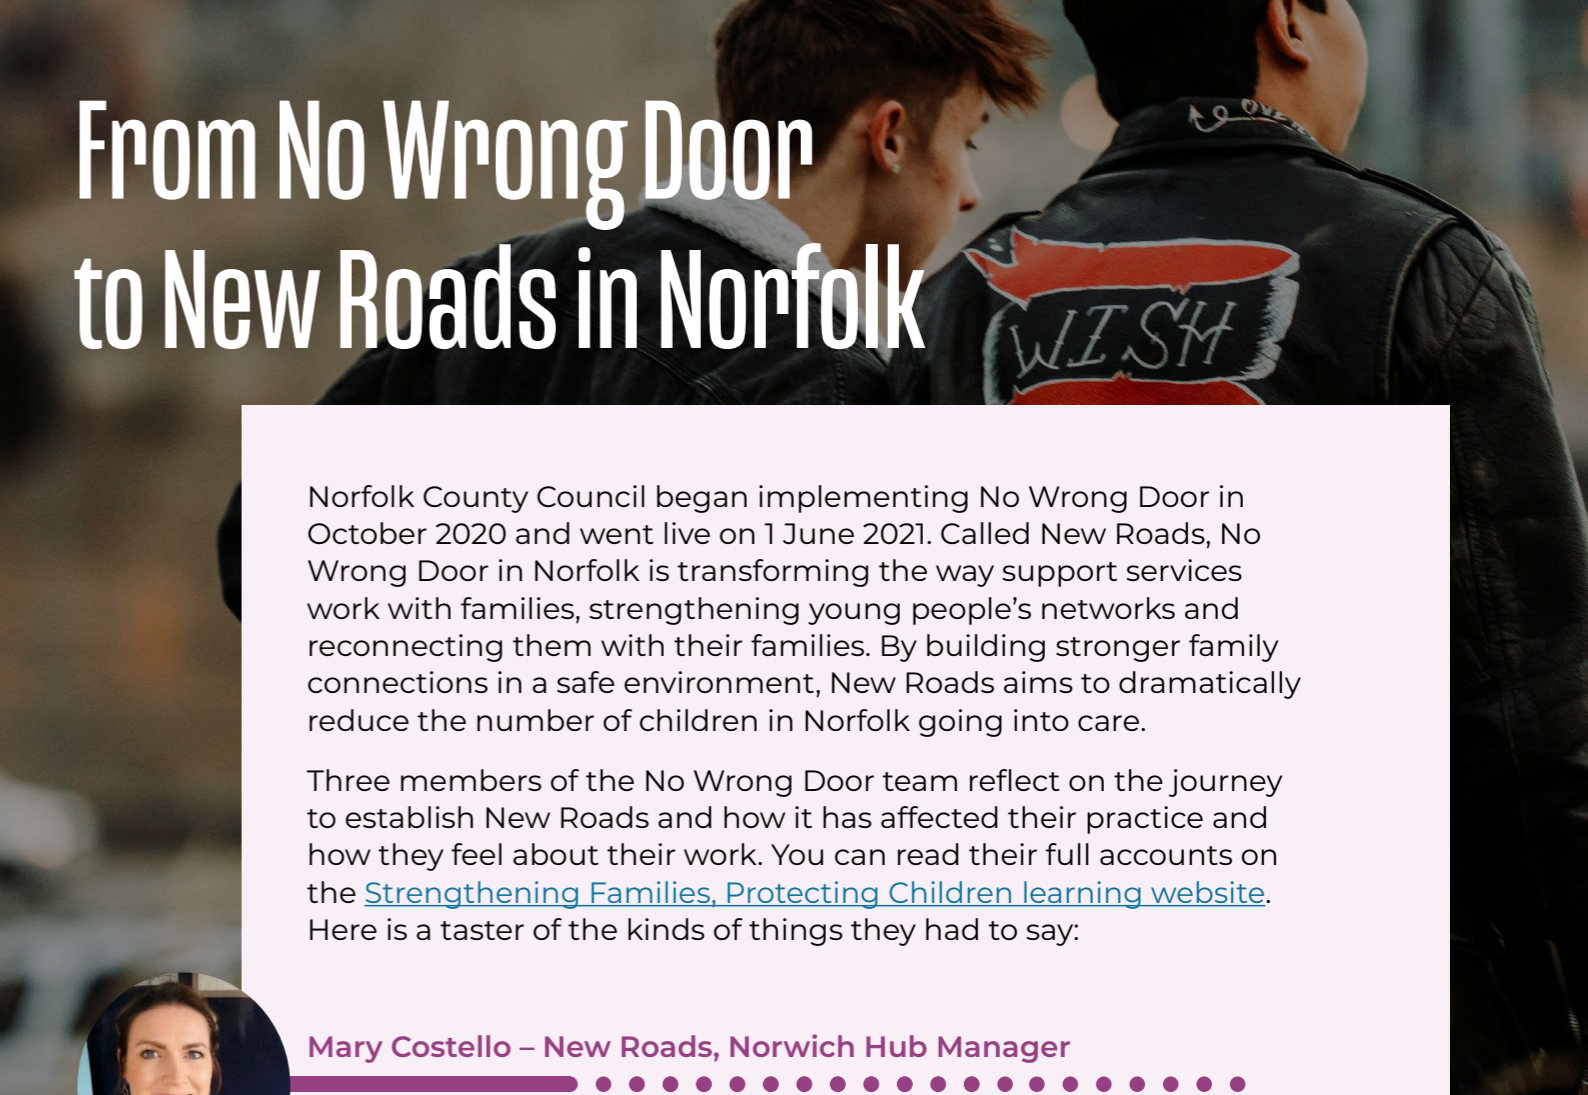 From No Wrong Door
to New Roads in Norfolk
WISH
Norfolk County Council began implementing No Wrong Door in
October 2020 and went live on 1 June 2021. Called New Roads, No
Wrong Door in Norfolk is transforming the way support services
work with families, strengthening young people’s networks and
reconnecting them with their families. By building stronger family
connections in a safe environment, New Roads aims to dramatically
reduce the number of children in Norfolk going into care.
Three members of the No Wrong Door team reflect on the journey
to establish New Roads and how it has affected their practice and
how they feel about their work. You can read their full accounts on
the Strengthening Families, Protecting Children learning website.
Here is a taster of the kinds of things they had to say:
Mary Costello – New Roads, Norwich Hub Manager